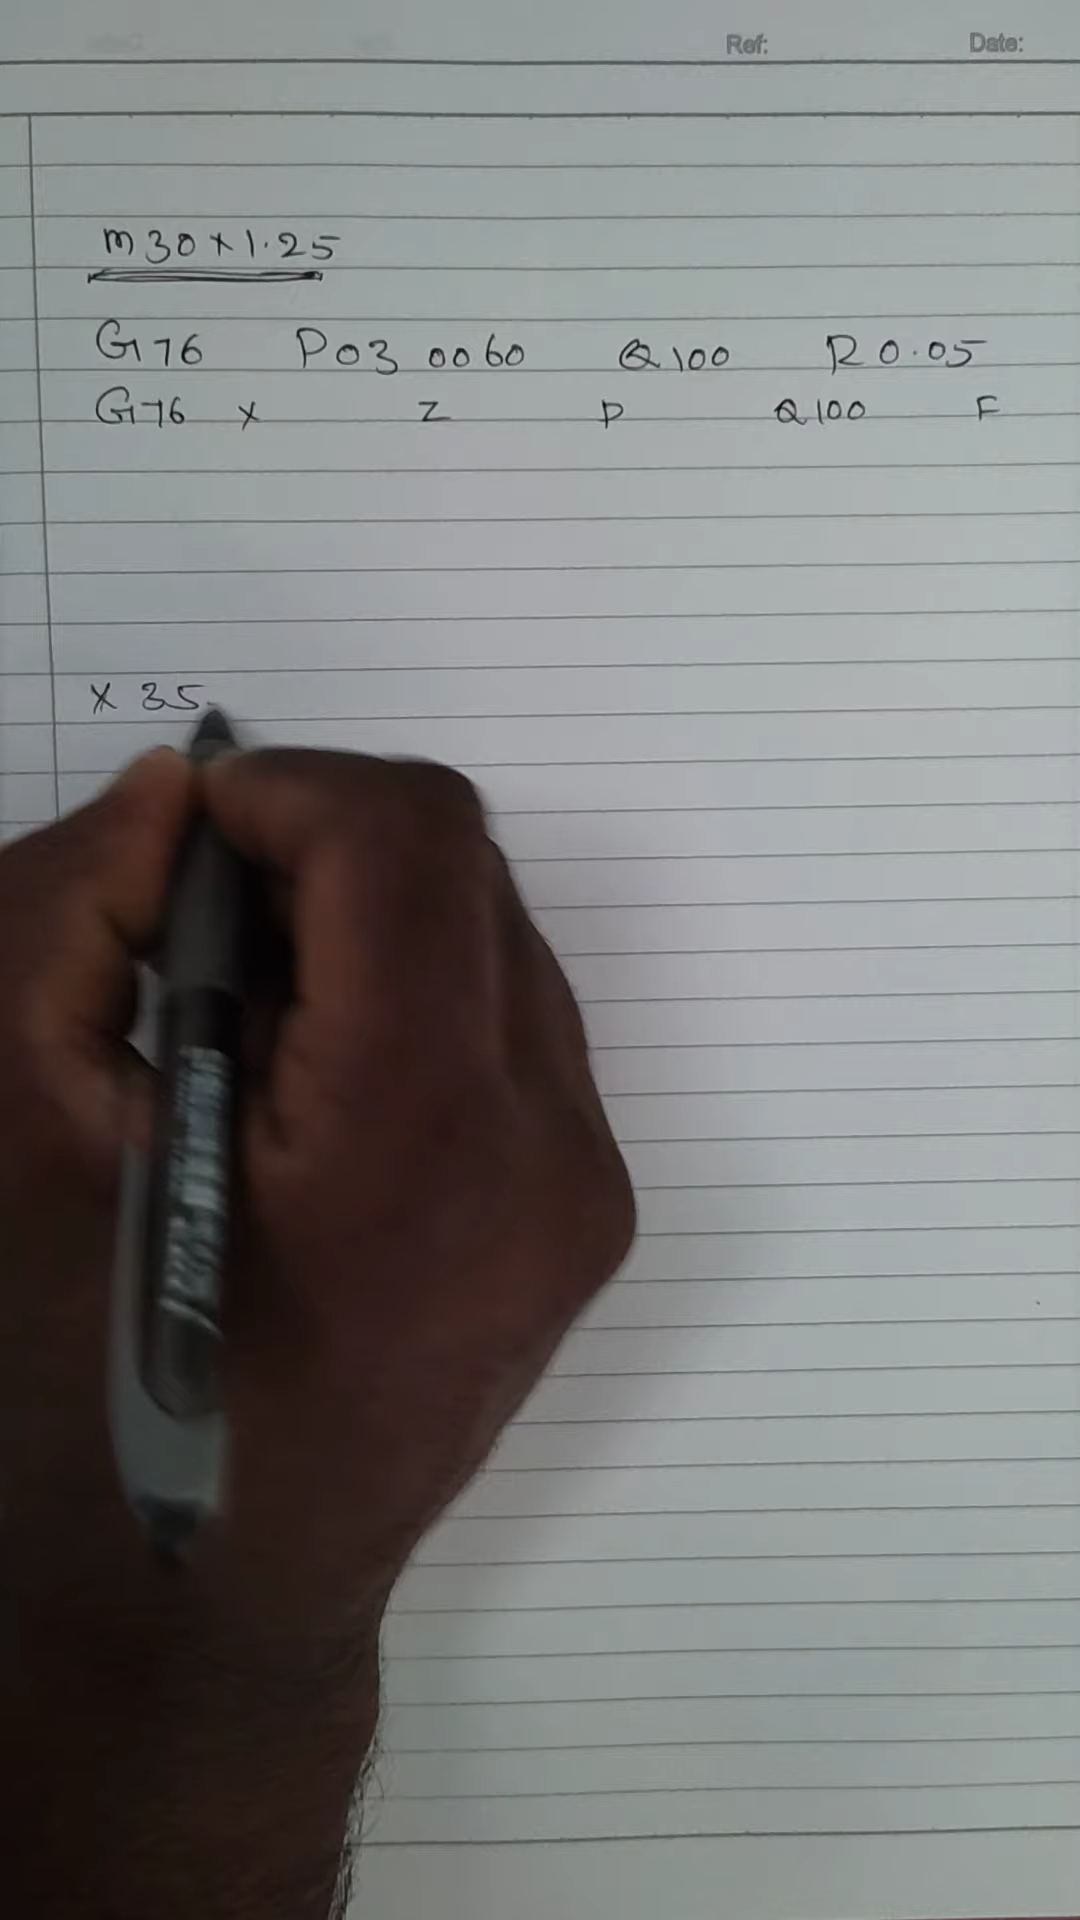 Ref: Date:
M30×1.25
G76 P03 0060 Q100 R0.05
G76 X Z P Q100 F
X 35.